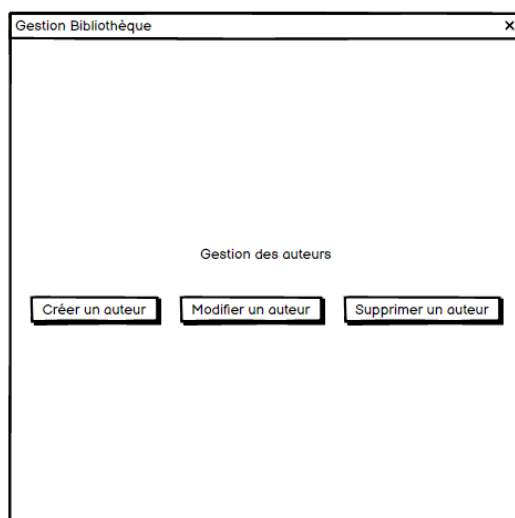 Gestion Bibliothèque
Gestion des auteurs
Créer un auteur
Modifier un auteur
Supprimer un auteur